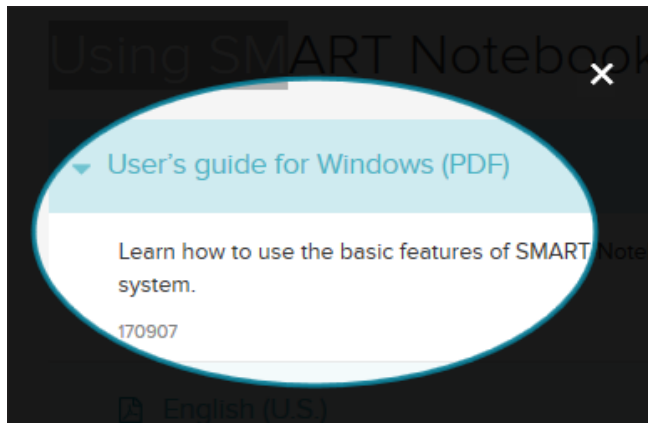 Using SMART Notebook
User's guide for Windows (PDF)
Learn how to use the basic features of SMART Note
system.
170907
English (U.S.)